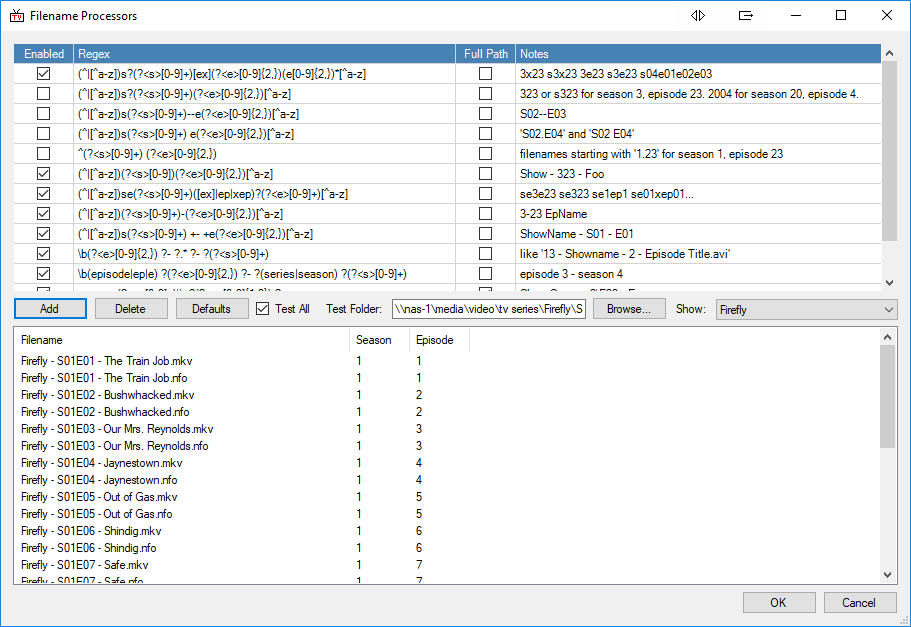 Filename Processors
Enabled Regex Full Path Notes
(^|[^a-z])s?(?<s>[0-9]+)[ex](?<e>[0-9]{2,})(e[0-9]{2,})*[^a-z] 3x23 s3x23 3e23 s3e23 s04e01e02e03
(^|[^a-z])s?(?<s>[0-9]+)(?<e>[0-9]{2,})[^a-z] 323 or s323 for season 3, episode 23. 2004 for season 20, episode 4.
(^|[^a-z])s(?<s>[0-9]+)--e(?<e>[0-9]{2,})[^a-z] S02--E03
(^|[^a-z])s(?<s>[0-9]+) e(?<e>[0-9]{2,})[^a-z] 'S02.E04' and 'S02 E04'
^(?<s>[0-9]+) (?<e>[0-9]{2,}) filenames starting with '1.23' for season 1, episode 23
(^|[^a-z])(?<s>[0-9])(?<e>[0-9]{2,})[^a-z] Show - 323 - Foo
(^|[^a-z])se(?<s>[0-9]+)([ex]|ep|xep)?(?<e>[0-9]+)[^a-z] se3e23 se323 se1ep1 se01xep01...
(^|[^a-z])(?<s>[0-9]+)-(?<e>[0-9]{2,})[^a-z] 3-23 EpName
(^|[^a-z])s(?<s>[0-9]+) +- +e(?<e>[0-9]{2,})[^a-z] ShowName - S01 - E01
\b(?<e>[0-9]{2,}) ?- ?.* ?- ?(?<s>[0-9]+) like '13 - Showname - 2 - Episode Title.avi'
\b(episode|ep|e) ?(?<e>[0-9]{2,}) ?- ?(series|season) ?(?<s>[0-9]+) episode 3 - season 4
Add Delete Defaults Test All Test Folder: \\nas-1\media\video\tv series\Firefly\S Browse... Show: Firefly
Filename Season Episode
Firefly - S01E01 - The Train Job.mkv 1 1
Firefly - S01E01 - The Train Job.nfo 1 1
Firefly - S01E02 - Bushwhacked.mkv 1 2
Firefly - S01E02 - Bushwhacked.nfo 1 2
Firefly - S01E03 - Our Mrs. Reynolds.mkv 1 3
Firefly - S01E03 - Our Mrs. Reynolds.nfo 1 3
Firefly - S01E04 - Jaynestown.mkv 1 4
Firefly - S01E04 - Jaynestown.nfo 1 4
Firefly - S01E05 - Out of Gas.mkv 1 5
Firefly - S01E05 - Out of Gas.nfo 1 5
Firefly - S01E06 - Shindig.mkv 1 6
Firefly - S01E06 - Shindig.nfo 1 6
Firefly - S01E07 - Safe.mkv 1 7
Firefly - S01E07 - Safe.nfo 1 7
OK Cancel